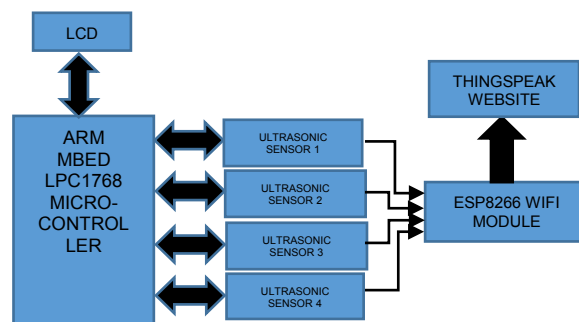 LCD
THINGSPEAK
WEBSITE
ARM
MBED
LPC1768
MICRO-
CONTROL
LER
ULTRASONIC
SENSOR 1
ULTRASONIC
SENSOR 2
ULTRASONIC
SENSOR 3
ULTRASONIC
SENSOR 4
ESP8266 WIFI
MODULE